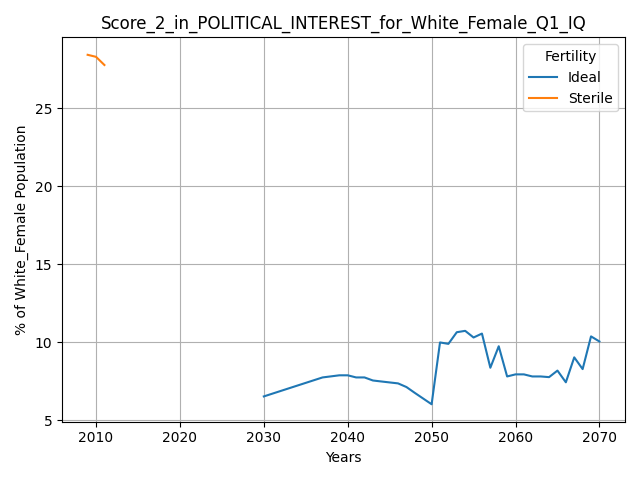 Score_2_in_POLITICAL_INTEREST_for_White_Female_Q1_IQ
Fertility
Ideal
Sterile
% of White_Female Population
25
20
15
10
5
2010 2020 2030 2040 2050 2060 2070
Years